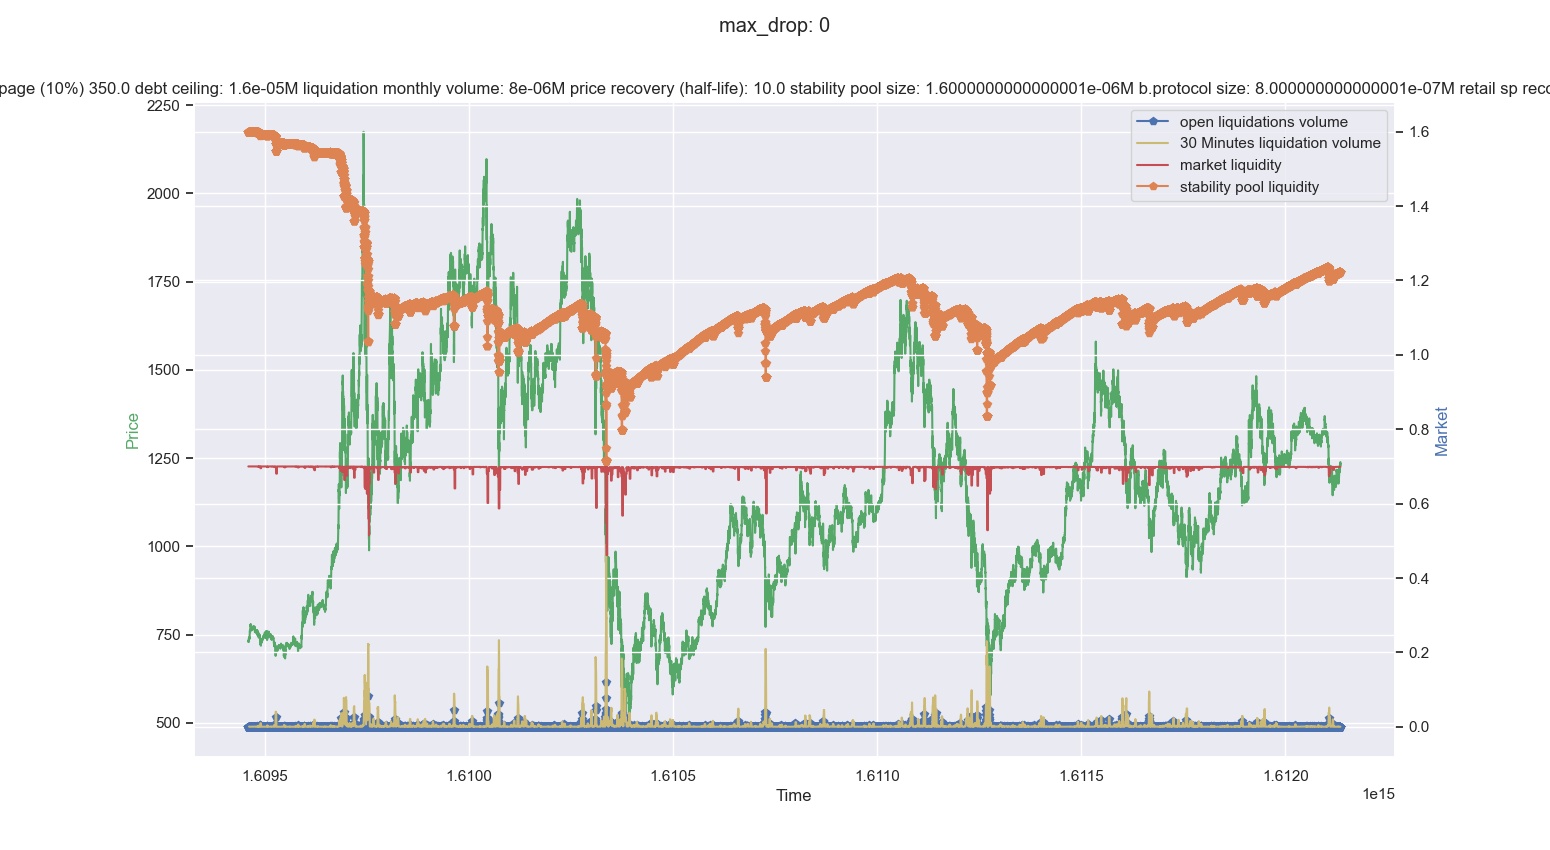 max_drop: 0
page (10%) 350.0 debt ceiling: 1.6e-05M liquidation monthly volume: 8e-06M price recovery (half-life): 10.0 stability pool size: 1.6000000000000001e-06M b.protocol size: 8.000000000000001e-07M retail sp reco
2250
2000
1750
1500
1250
1000
750
500
Price
open liquidations volume
30 Minutes liquidation volume
market liquidity
stability pool liquidity
1.6
1.4
1.2
1.0
0.8
0.6
0.4
0.2
0.0
Market
1.6095 1.6100 1.6105 1.6110 1.6115 1.6120
Time
1e15